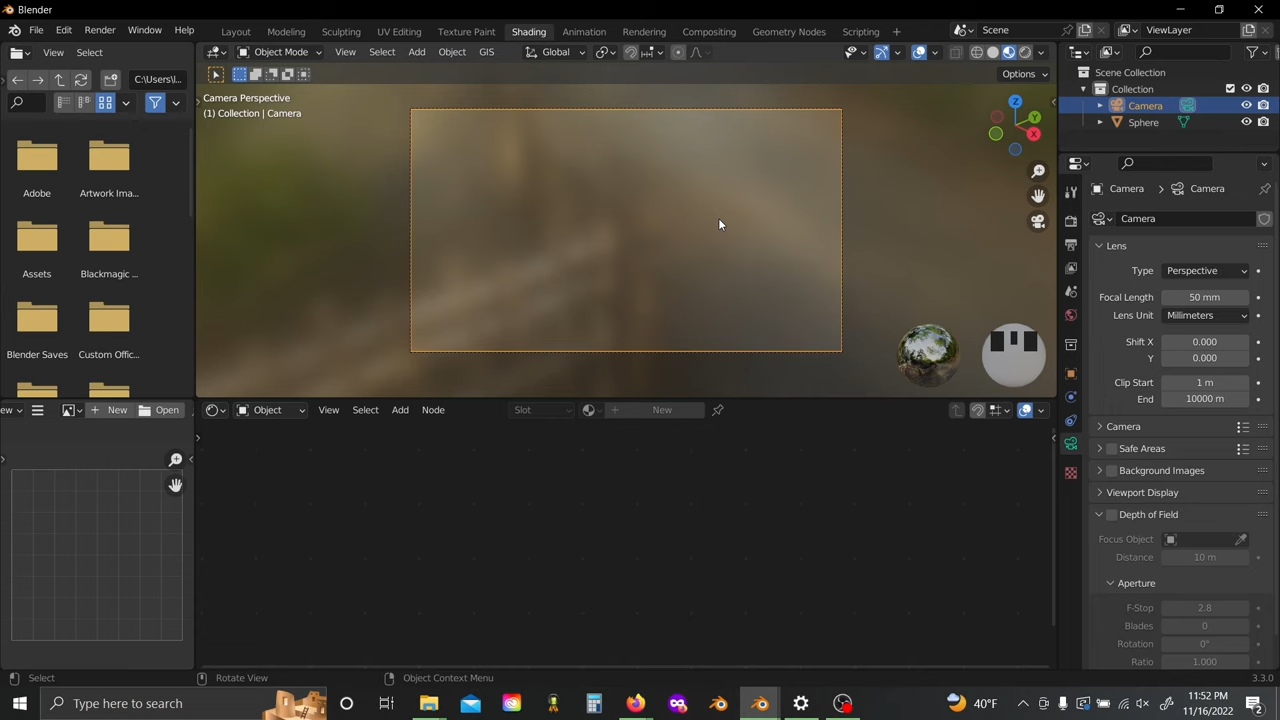 Blender
File Edit Render Window Help Layout Modeling Sculpting UV Editing Texture Paint Shading Animation Rendering Compositing Geometry Nodes Scripting Scene ViewLayer
View Select Object Mode View Select Add Object GIS Global
C:\Users\l... Options
Scene Collection
Collection
Camera
Sphere
Camera Perspective
(1) Collection | Camera
Z
Y
X
Adobe Artwork Ima...
Assets Blackmagic ...
Blender Saves Custom Offic...
Camera Camera
Camera
Lens
Type Perspective
Focal Length 50 mm
Lens Unit Millimeters
Shift X 0.000
Y 0.000
Clip Start 1 m
End 10000 m
Camera
Safe Areas
Background Images
Viewport Display
Depth of Field
Focus Object
Distance 10 m
Aperture
F-Stop 2.8
Blades 0
Rotation 0°
Ratio 1.000
ew New Open Object View Select Add Node Slot New
Select Rotate View Object Context Menu 3.3.0
Type here to search 40°F 11:52 PM
11/16/2022